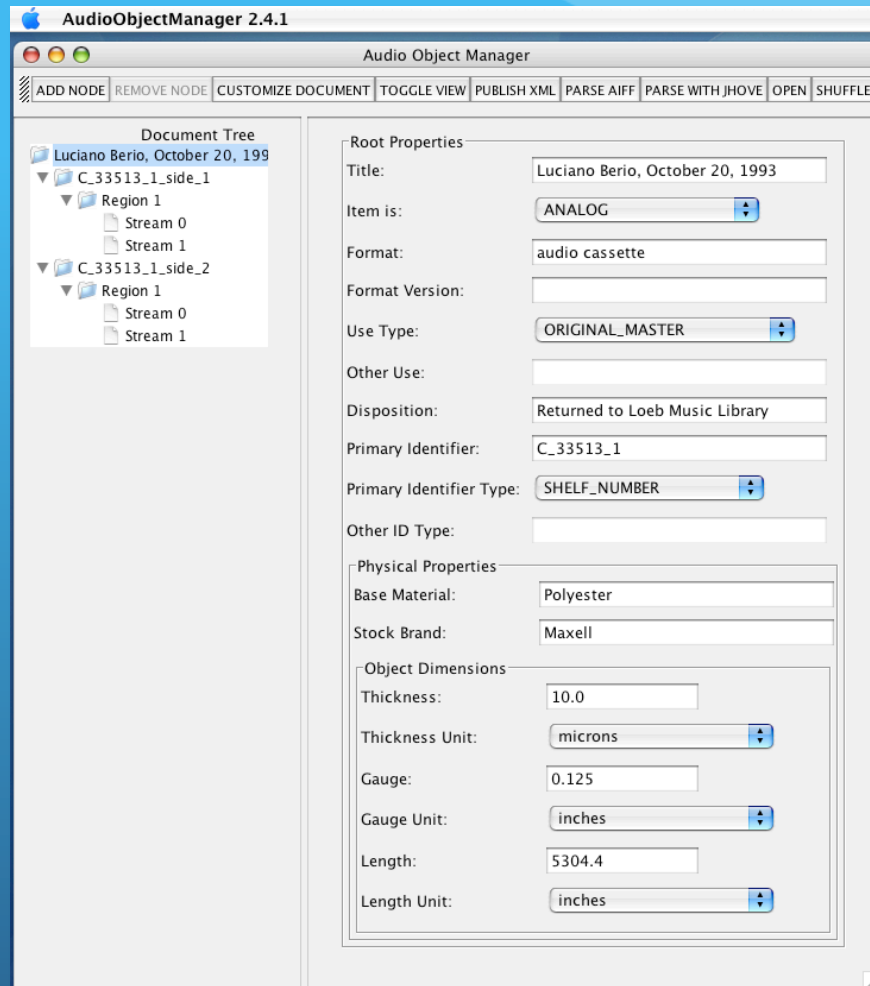 AudioObjectManager 2.4.1
Audio Object Manager
ADD NODE REMOVE NODE CUSTOMIZE DOCUMENT TOGGLE VIEW PUBLISH XML PARSE AIFF PARSE WITH JHOVE OPEN SHUFFLE
Document Tree
Luciano Berio, October 20, 199
C_33513_1_side_1
Region 1
Stream 0
Stream 1
C_33513_1_side_2
Region 1
Stream 0
Stream 1
Root Properties
Title: Luciano Berio, October 20, 1993
Item is: ANALOG
Format: audio cassette
Format Version:
Use Type: ORIGINAL_MASTER
Other Use:
Disposition: Returned to Loeb Music Library
Primary Identifier: C_33513_1
Primary Identifier Type: SHELF_NUMBER
Other ID Type:
Physical Properties
Base Material: Polyester
Stock Brand: Maxell
Object Dimensions
Thickness: 10.0
Thickness Unit: microns
Gauge: 0.125
Gauge Unit: inches
Length: 5304.4
Length Unit: inches